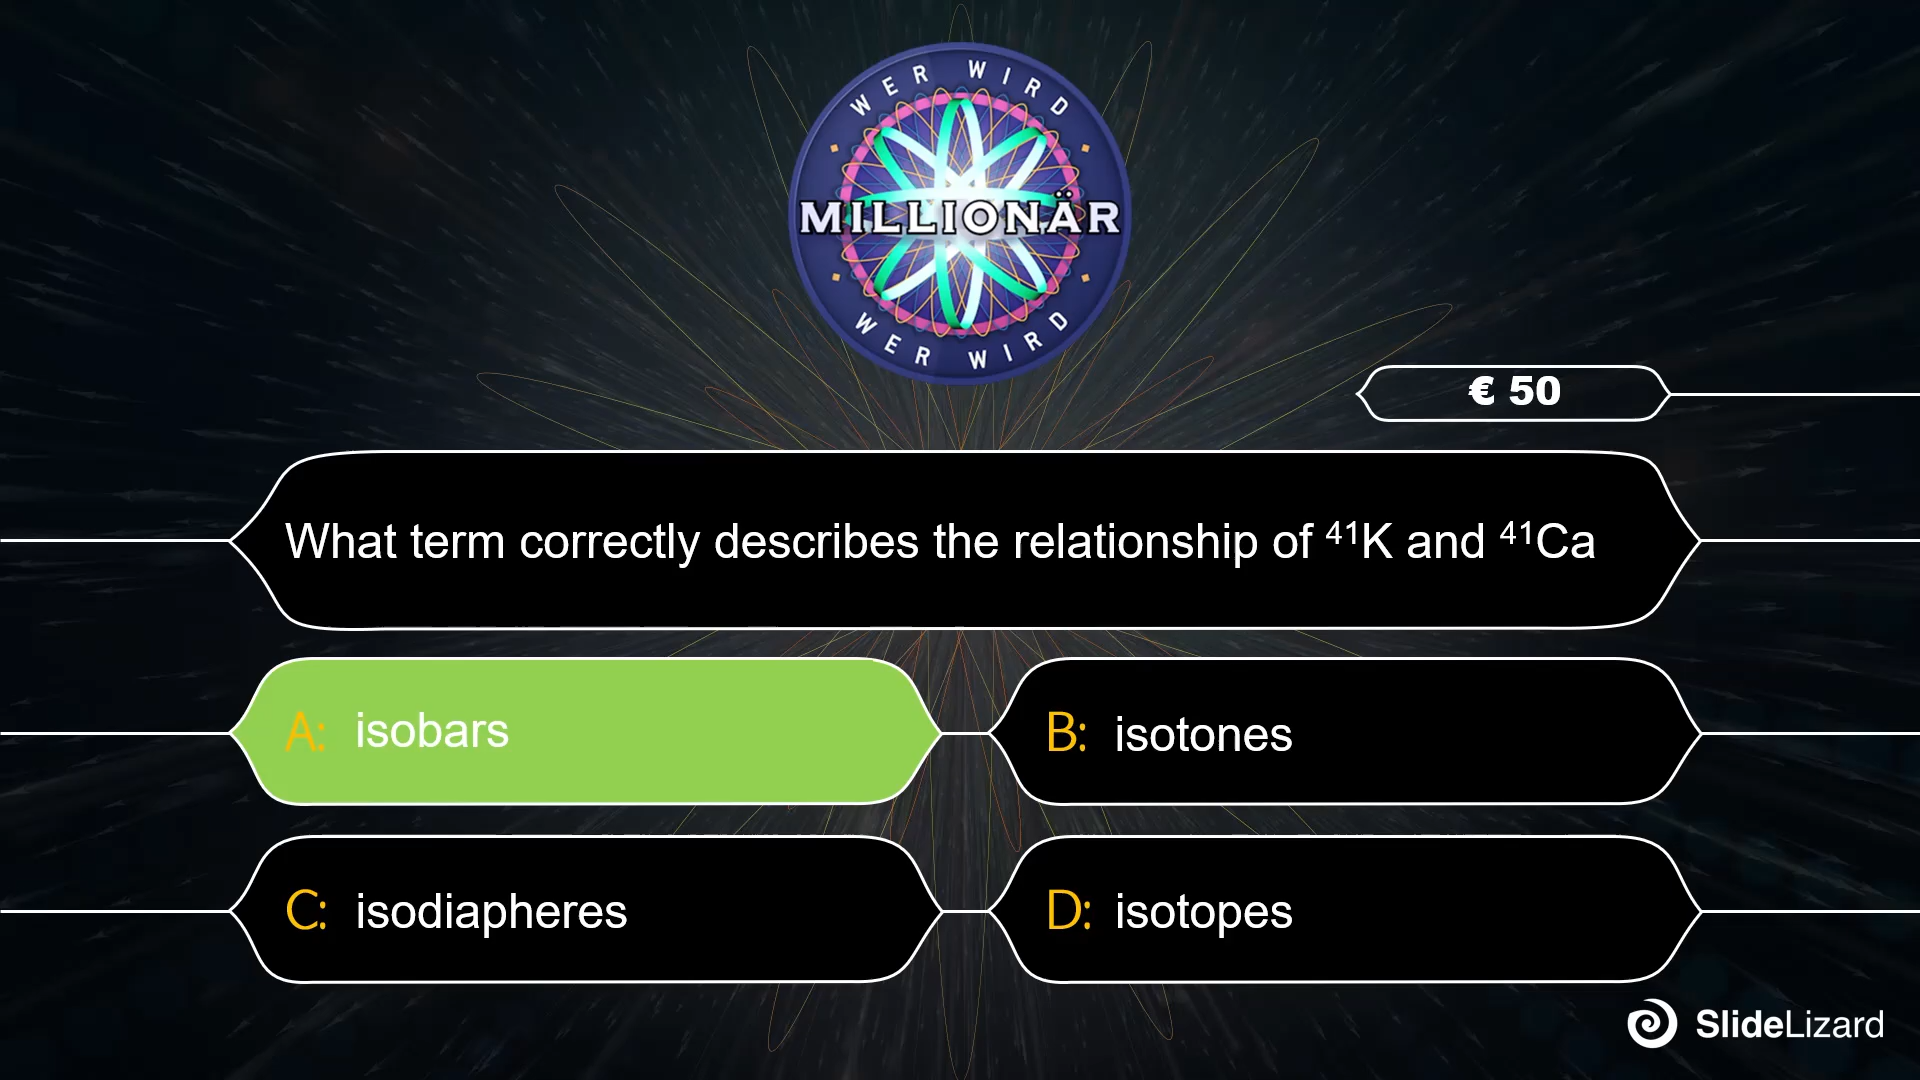 WER WIRD
MILLIONÄR
WER WIRD
€ 50
What term correctly describes the relationship of ⁴¹K and ⁴¹Ca
A: isobars
B: isotones
C: isodiapheres
D: isotopes
SlideLizard